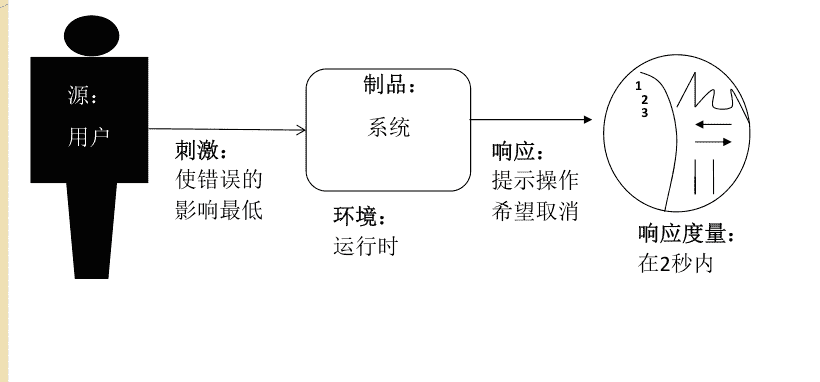 源：
用户
刺激：
使错误的
影响最低
制品：
系统
环境：
运行时
响应：
提示操作
希望取消
1
2
3
响应度量：
在2秒内